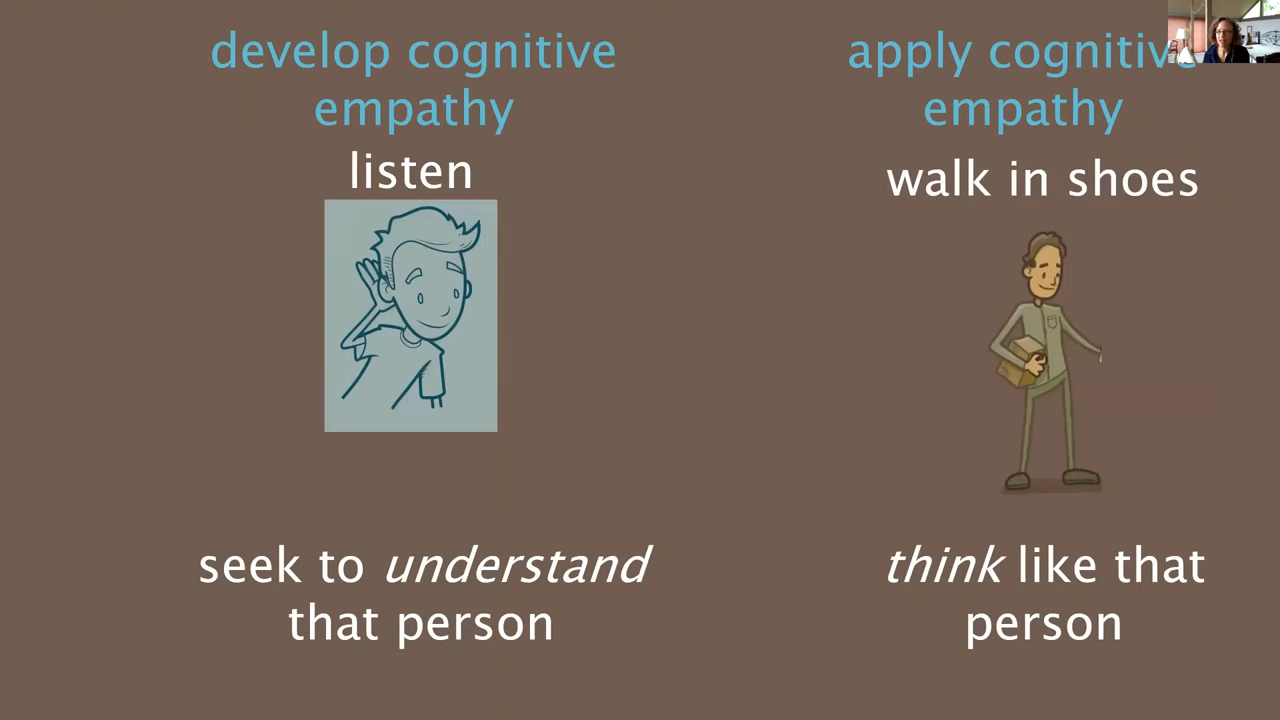 develop cognitive
empathy
listen
seek to understand
that person
apply cognitive
empathy
walk in shoes
think like that
person